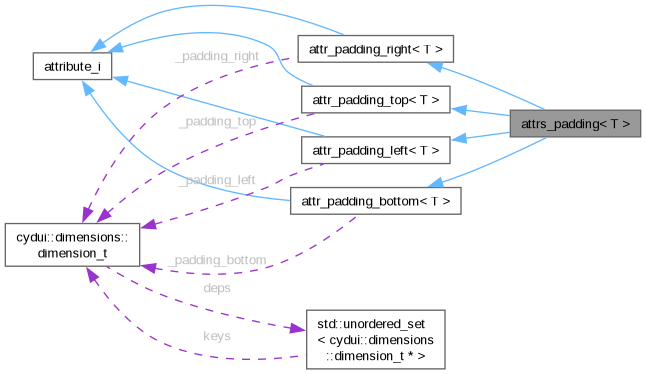 attr_padding_right< T >
_padding_right
attribute_i
attr_padding_top< T >
_padding_top
attrs_padding< T >
attr_padding_left< T >
_padding_left
attr_padding_bottom< T >
cydui::dimensions::
dimension_t
_padding_bottom
deps
std::unordered_set
< cydui::dimensions
::dimension_t * >
keys